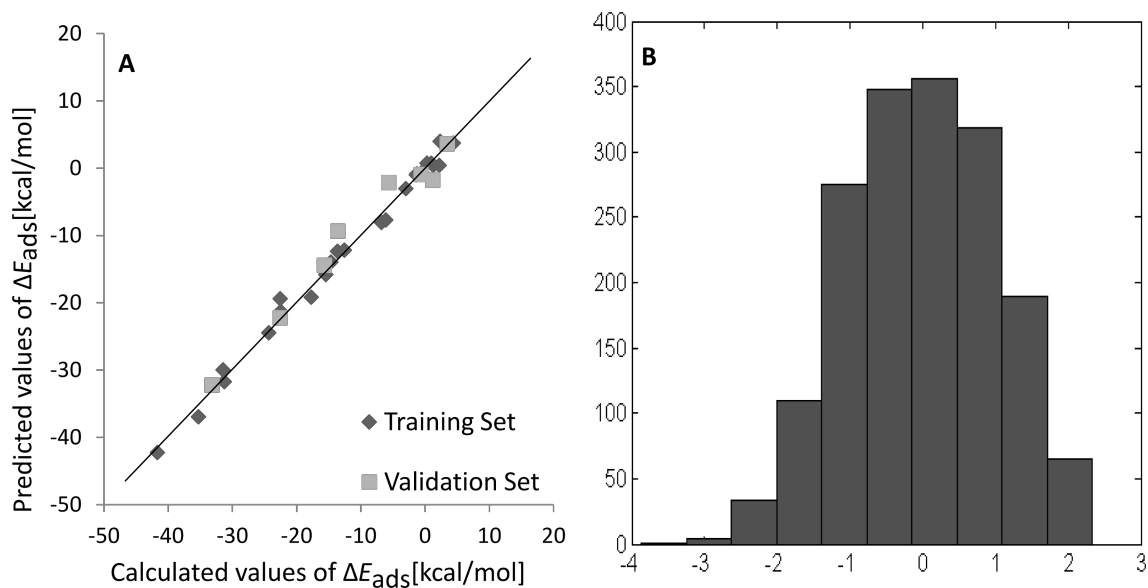 A
20
10
0
-10
-20
-30
-40
-50
-50 -40 -30 -20 -10 0 10 20
Predicted values of ΔEads[kcal/mol]
Calculated values of ΔEads[kcal/mol]
Training Set
Validation Set
B
400
350
300
250
200
150
100
50
0
-4 -3 -2 -1 0 1 2 3